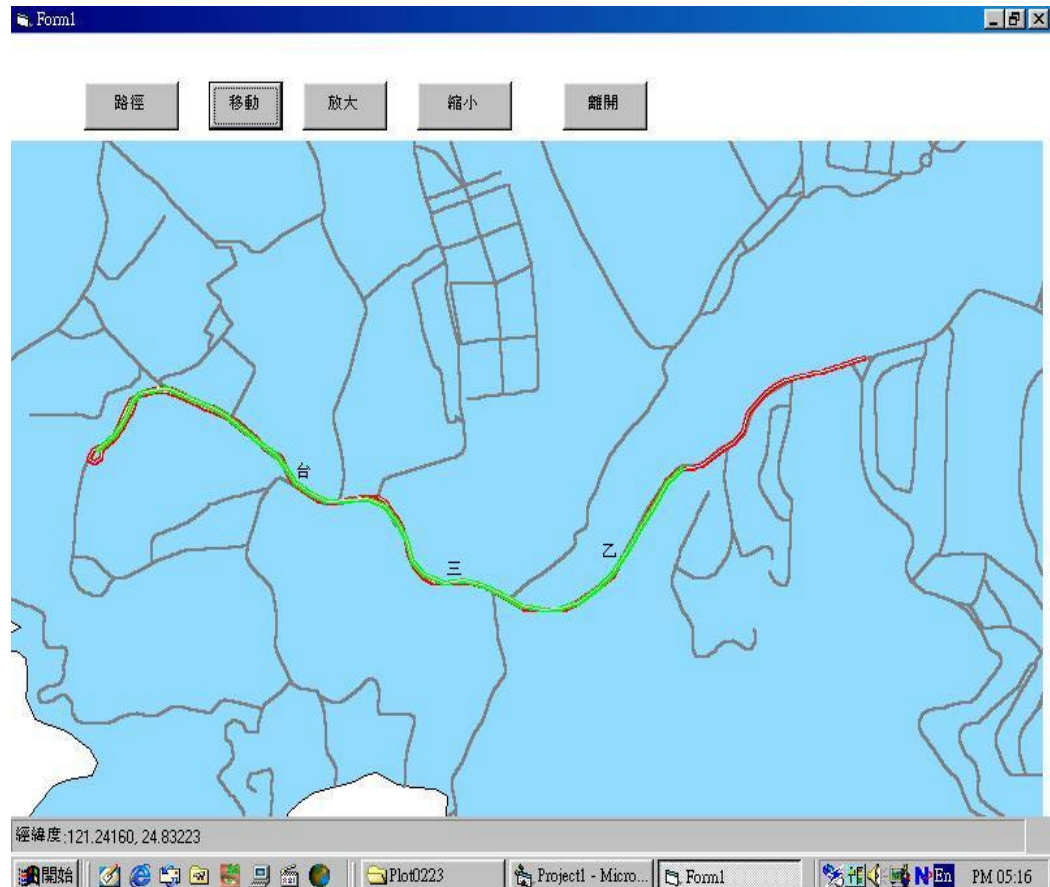 Form1
路徑 移動 放大 縮小 離開
台
乙
三
經緯度:121.24160, 24.83223
開始 Plot0223 Project1 - Micro... Form1 En PM 05:16